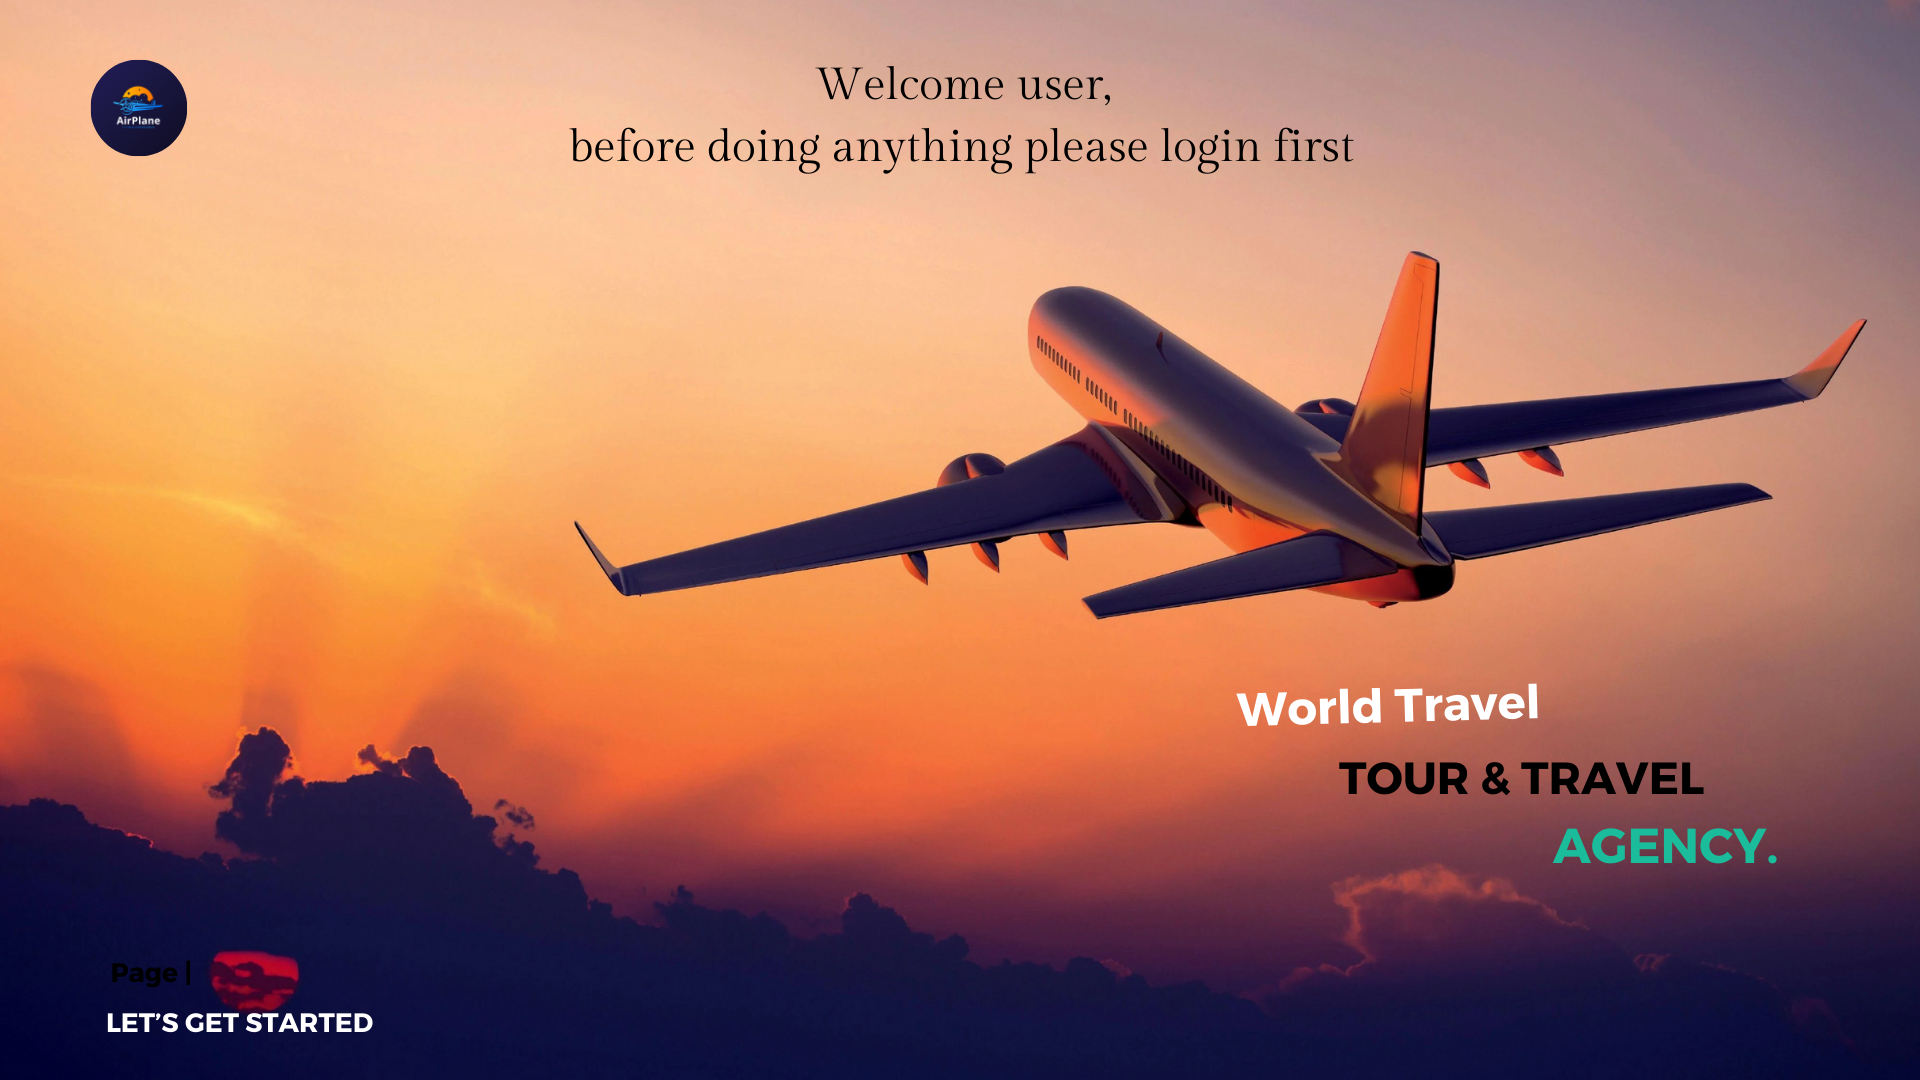 AirPlane
Welcome user,
before doing anything please login first
World Travel
TOUR & TRAVEL
AGENCY.
Page |
LET'S GET STARTED